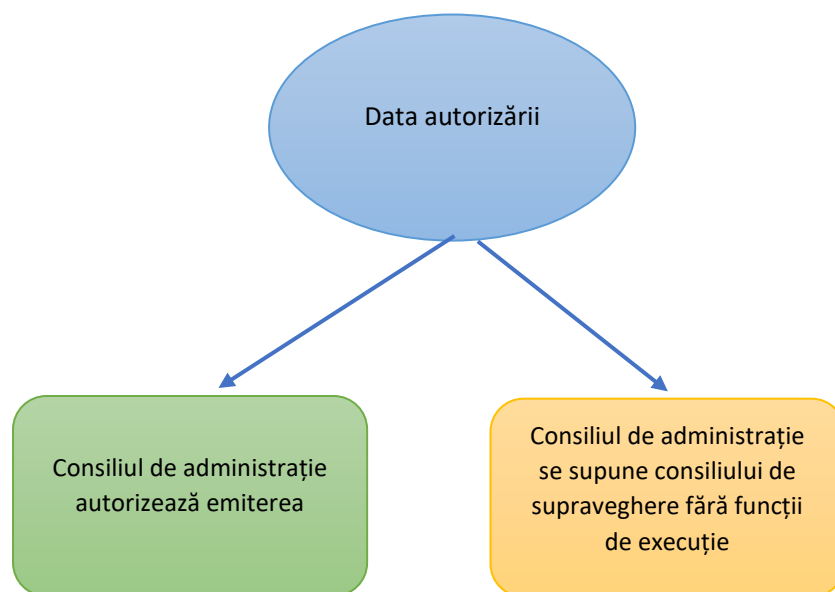 Data autorizării
Consiliul de administrație
autorizează emiterea
Consiliul de administrație
se supune consiliului de
supraveghere fără funcții
de execuție